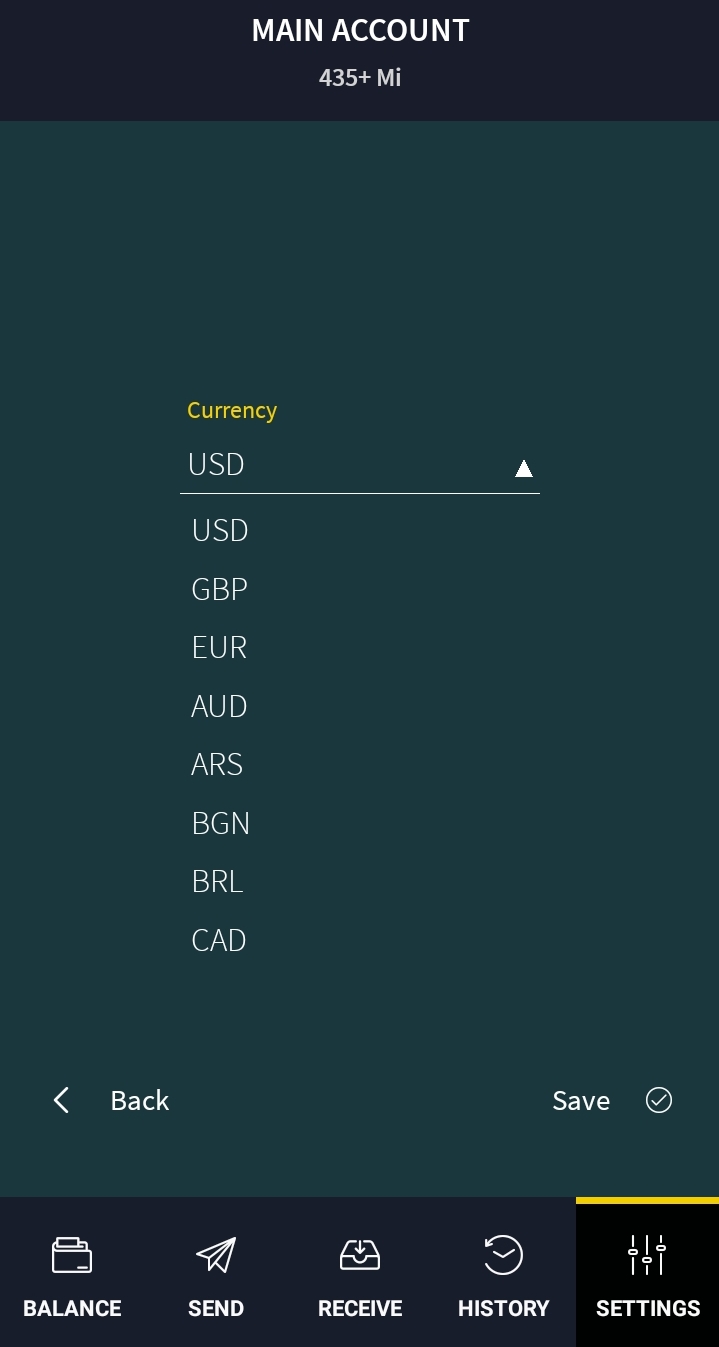 MAIN ACCOUNT
435+ Mi
Currency
USD
USD
GBP
EUR
AUD
ARS
BGN
BRL
CAD
Back Save
BALANCE SEND RECEIVE HISTORY SETTINGS